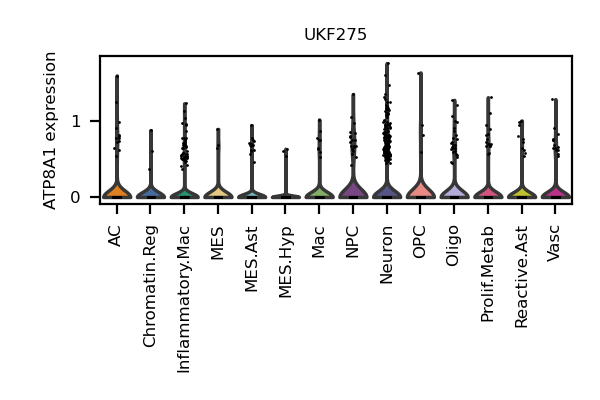 UKF275
ATP8A1 expression
1
0
AC
Chromatin.Reg
Inflammatory.Mac
MES
MES.Ast
MES.Hyp
Mac
NPC
Neuron
OPC
Oligo
Prolif.Metab
Reactive.Ast
Vasc